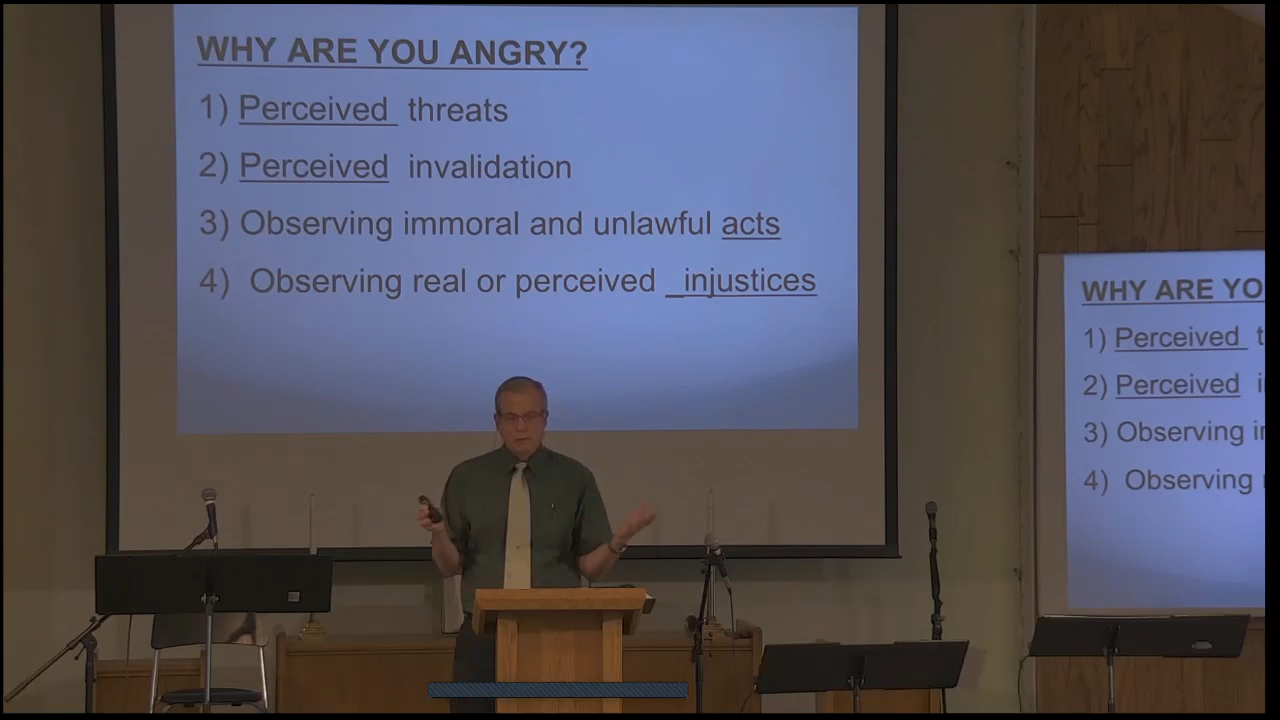 WHY ARE YOU ANGRY?
1) Perceived threats
2) Perceived invalidation
3) Observing immoral and unlawful acts
4) Observing real or perceived _injustices
WHY ARE YO
1) Perceived t
2) Perceived i
3) Observing i
4) Observing